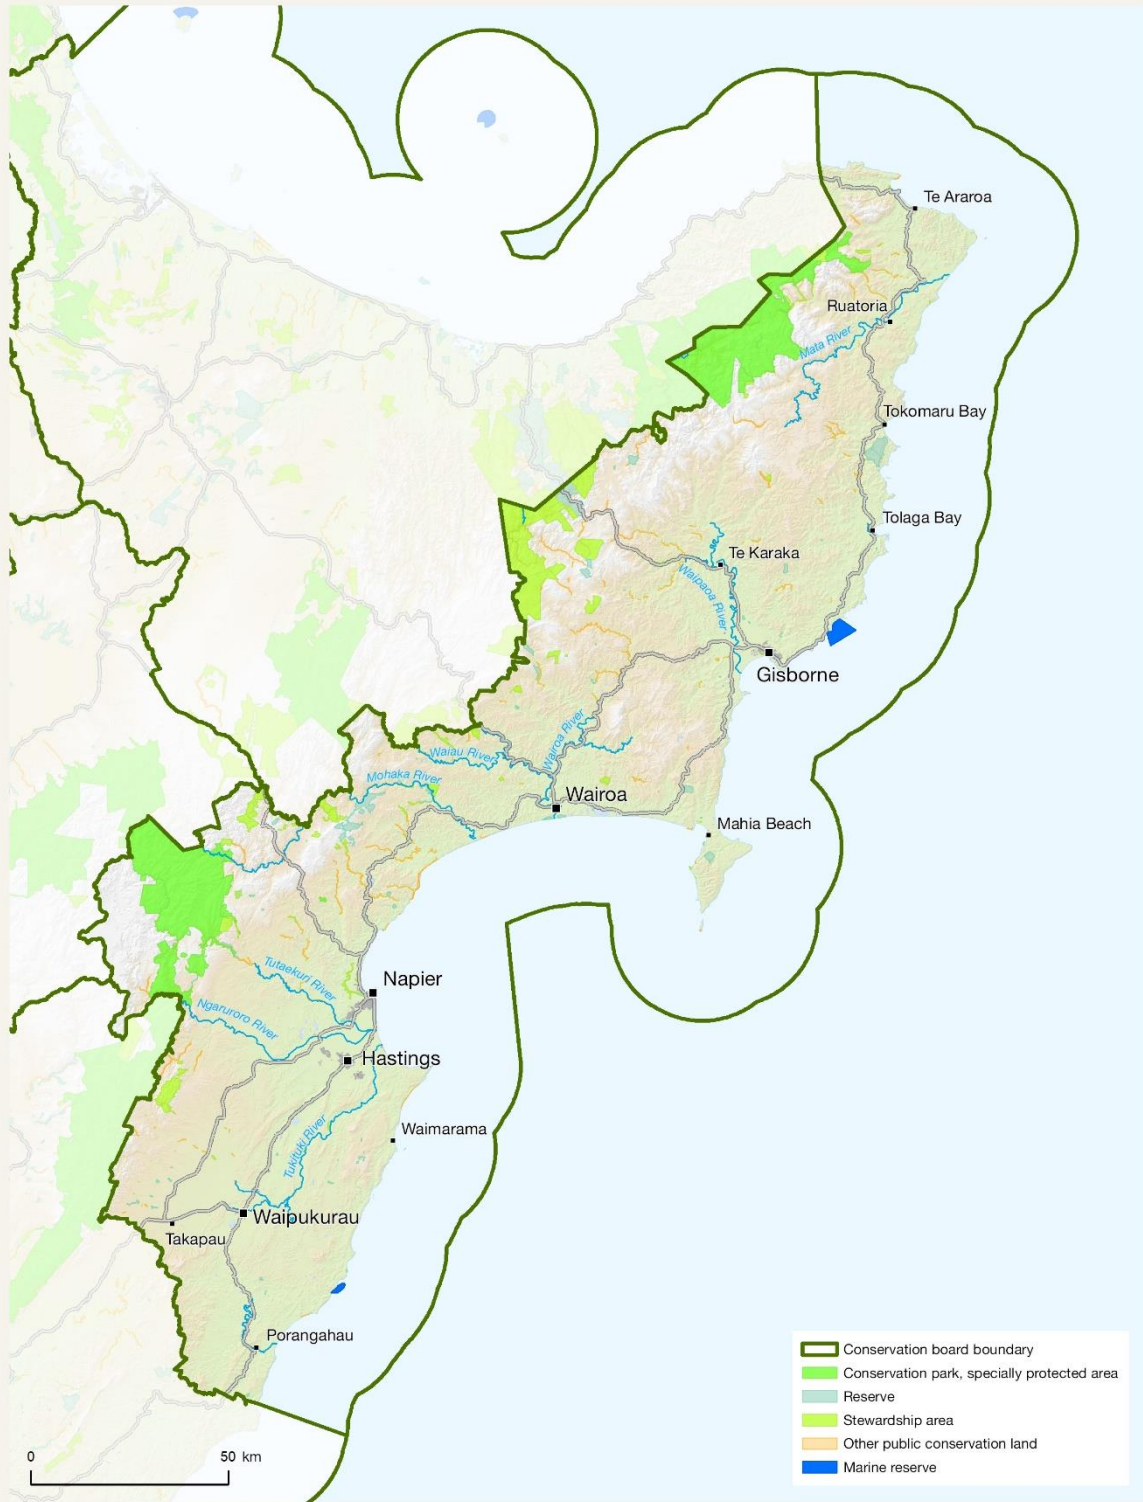 Te Araroa
Ruatoria
Mata River
Tokomaru Bay
Tolaga Bay
Te Karaka
Waipaoa River
Gisborne
Wairoa River
Waiau River
Mohaka River
Wairoa
Mahia Beach
Tutaekuri River
Napier
Ngaruroro River
Hastings
Tukituki River
Waimarama
Waipukurau
Takapau
Porangahau
Conservation board boundary
Conservation park, specially protected area
Reserve
Stewardship area
Other public conservation land
Marine reserve
0 50 km